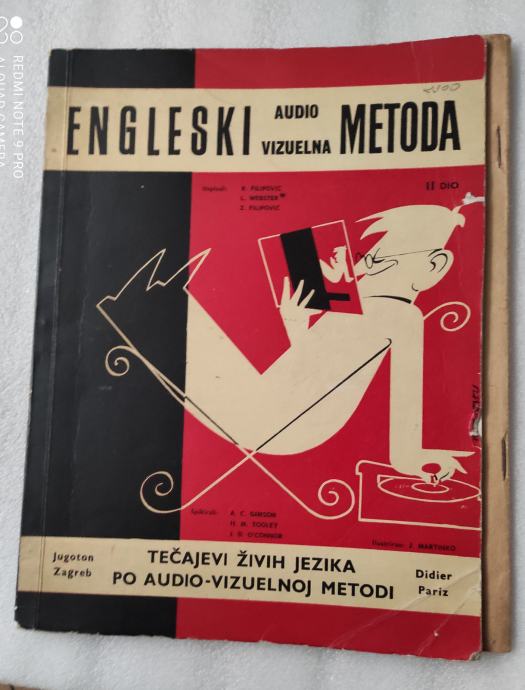 ENGLESKI AUDIO VIZUELNA METODA
II DIO
Napisali: R. FILIPOVIĆ
L. WEBSTER
Z. FILIPOVIĆ
Spikirali: A. C. GIMSON
H. M. TOOLEY
J. D. O'CONNOR
Ilustrirao: J. MARTINKO
Jugoton
Zagreb
TEČAJEVI ŽIVIH JEZIKA
PO AUDIO-VIZUELNOJ METODI
Didier
Pariz
REDMI NOTE 9 PRO
AI QUAD CAMERA